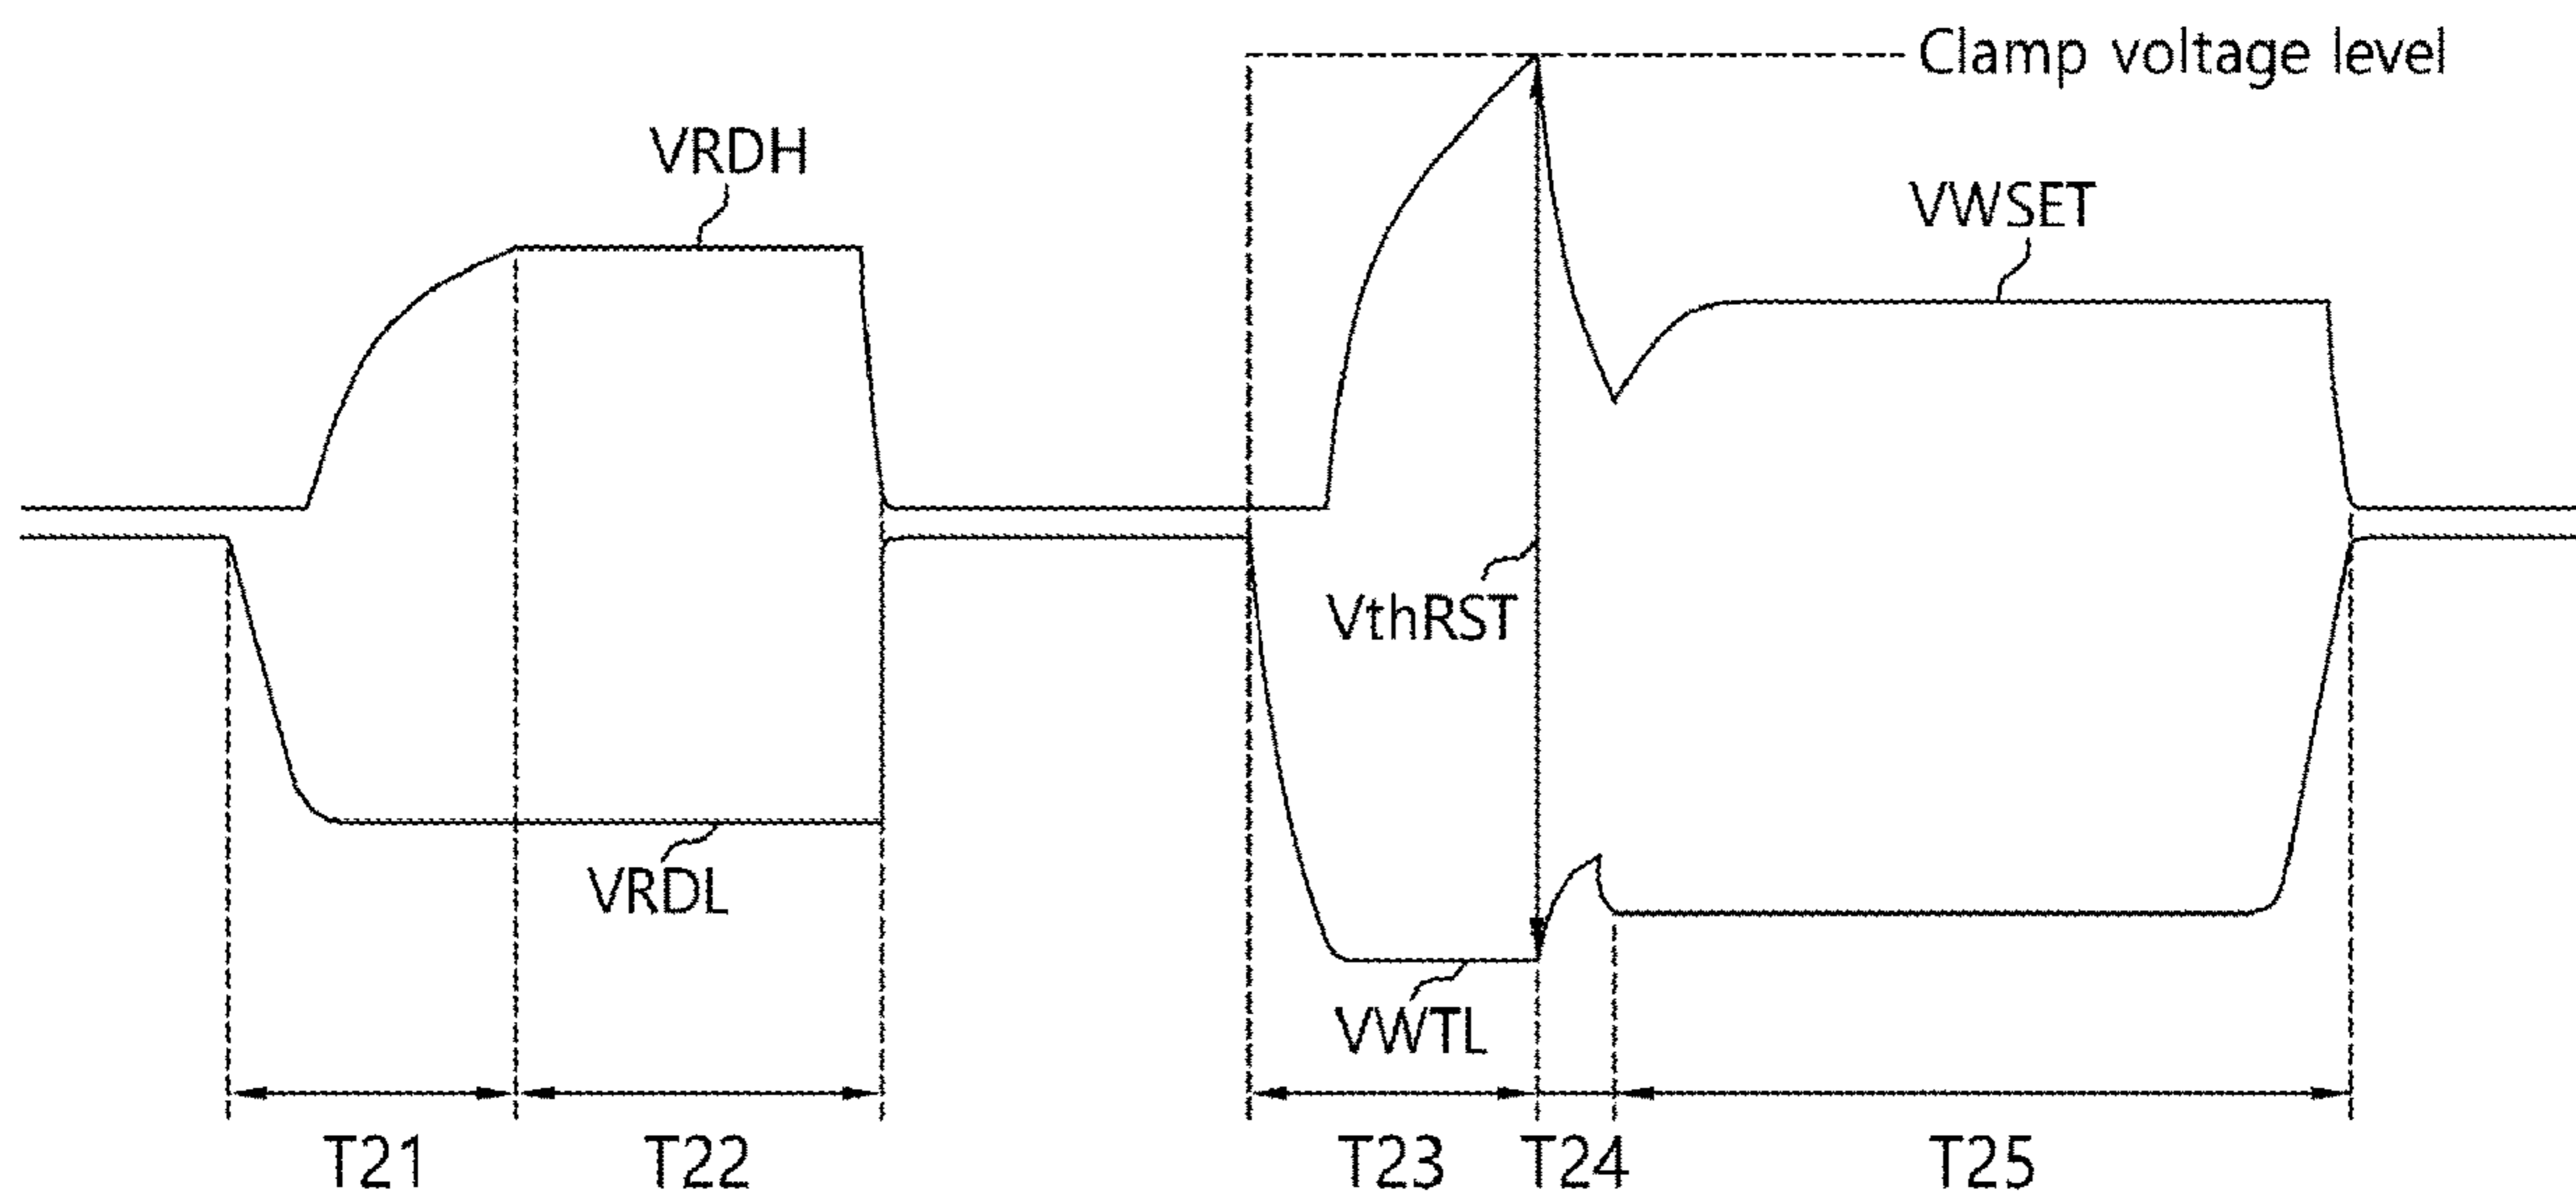 Clamp voltage level
VRDH
VWSET
VthRST
VRDL
VWTL
T21
T22
T23
T24
T25